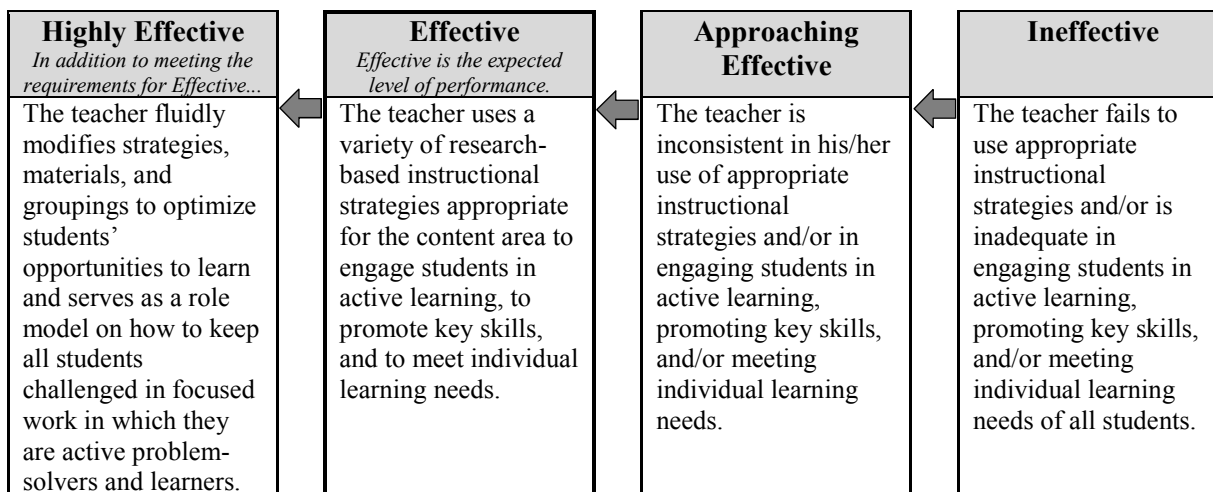 Highly Effective
In addition to meeting the
requirements for Effective...
The teacher fluidly
modifies strategies,
materials, and
groupings to optimize
students’
opportunities to learn
and serves as a role
model on how to keep
all students
challenged in focused
work in which they
are active problem-
solvers and learners.
Effective
Effective is the expected
level of performance.
The teacher uses a
variety of research-
based instructional
strategies appropriate
for the content area to
engage students in
active learning, to
promote key skills,
and to meet individual
learning needs.
Approaching
Effective
The teacher is
inconsistent in his/her
use of appropriate
instructional
strategies and/or in
engaging students in
active learning,
promoting key skills,
and/or meeting
individual learning
needs.
Ineffective
The teacher fails to
use appropriate
instructional
strategies and/or is
inadequate in
engaging students in
active learning,
promoting key skills,
and/or meeting
individual learning
needs of all students.